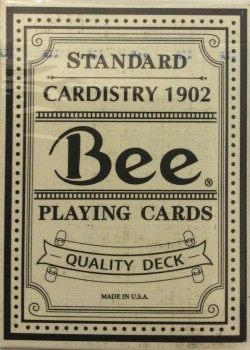 STANDARD
CARDISTRY 1902
Bee®
PLAYING CARDS
QUALITY DECK
MADE IN U.S.A.